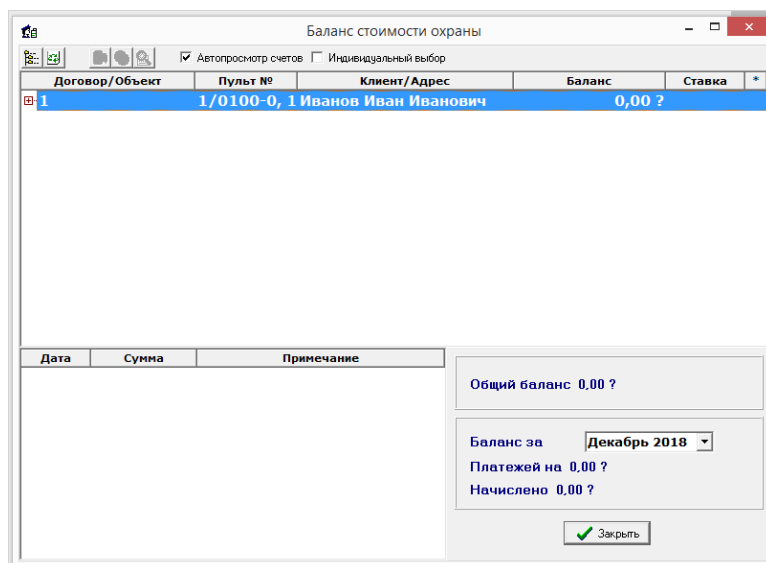 Баланс стоимости охраны
Автопросмотр счетов Индивидуальный выбор
Договор/Объект Пульт № Клиент/Адрес Баланс Ставка *
1 1/0100-0, 1 Иванов Иван Иванович 0,00 ?
Дата Сумма Примечание
Общий баланс 0,00 ?
Баланс за Декабрь 2018
Платежей на 0,00 ?
Начислено 0,00 ?
Закрыть